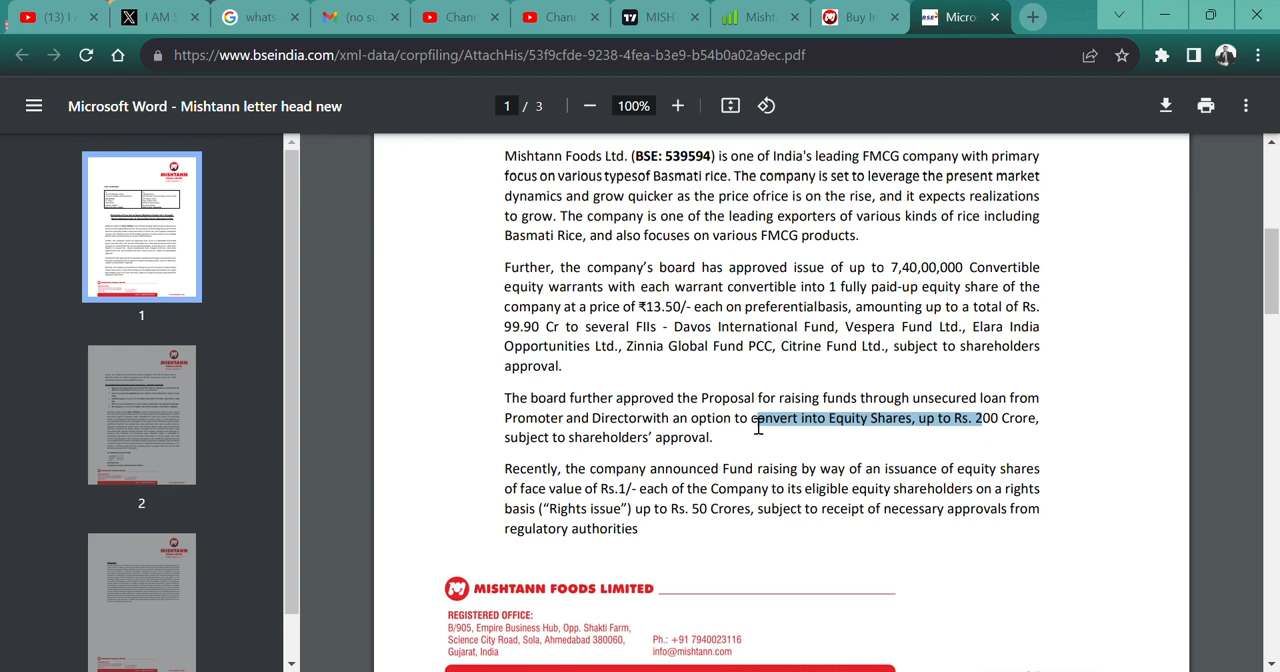 (13) I
I AM S
whats
(no su
Chann
Chann
MISHT
Misht
Buy In
Micro
https://www.bseindia.com/xml-data/corpfiling/AttachHis/53f9cfde-9238-4fea-b3e9-b54b0a02a9ec.pdf
Microsoft Word - Mishtann letter head new
1 / 3
100%
Mishtann Foods Ltd. (BSE: 539594) is one of India's leading FMCG company with primary
focus on various typesof Basmati rice. The company is set to leverage the present market
dynamics and grow quicker as the price ofrice is on the rise, and it expects realizations
to grow. The company is one of the leading exporters of various kinds of rice including
Basmati Rice, and also focuses on various FMCG products.
Further, the company's board has approved issue of up to 7,40,00,000 Convertible
equity warrants with each warrant convertible into 1 fully paid-up equity share of the
company at a price of ₹13.50/- each on preferentialbasis, amounting up to a total of Rs.
99.90 Cr to several FIIs - Davos International Fund, Vespera Fund Ltd., Elara India
Opportunities Ltd., Zinnia Global Fund PCC, Citrine Fund Ltd., subject to shareholders
approval.
The board further approved the Proposal for raising funds through unsecured loan from
Promoter and Directorwith an option to convert into Equity Shares, up to Rs. 200 Crore,
subject to shareholders' approval.
Recently, the company announced Fund raising by way of an issuance of equity shares
of face value of Rs.1/- each of the Company to its eligible equity shareholders on a rights
basis ("Rights issue") up to Rs. 50 Crores, subject to receipt of necessary approvals from
regulatory authorities
MISHTANN FOODS LIMITED
REGISTERED OFFICE:
B/905, Empire Business Hub, Opp. Shakti Farm,
Science City Road, Sola, Ahmedabad 380060,
Gujarat, India
Ph.: +91 7940023116
info@mishtann.com
1
2